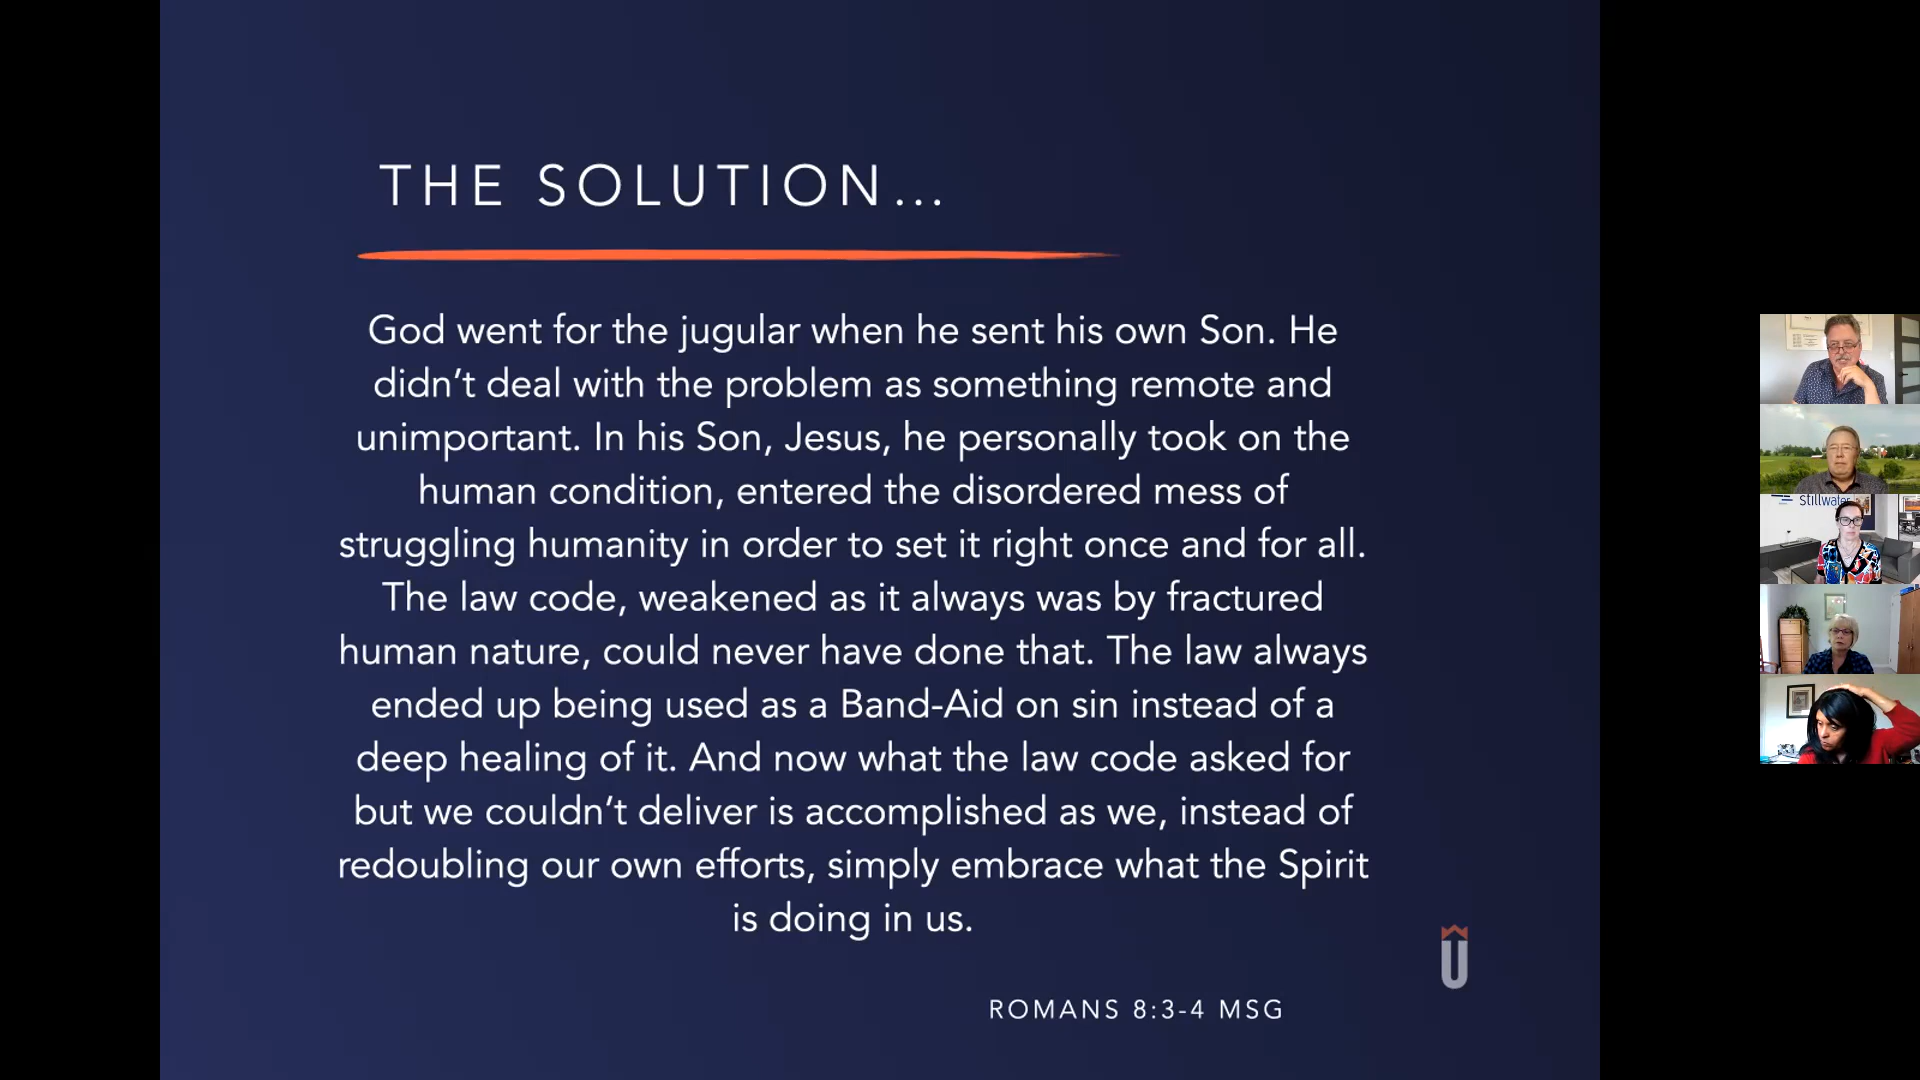 THE SOLUTION...
God went for the jugular when he sent his own Son. He
didn’t deal with the problem as something remote and
unimportant. In his Son, Jesus, he personally took on the
human condition, entered the disordered mess of
struggling humanity in order to set it right once and for all.
The law code, weakened as it always was by fractured
human nature, could never have done that. The law always
ended up being used as a Band-Aid on sin instead of a
deep healing of it. And now what the law code asked for
but we couldn’t deliver is accomplished as we, instead of
redoubling our own efforts, simply embrace what the Spirit
is doing in us.
U
ROMANS 8:3-4 MSG
Stillwater